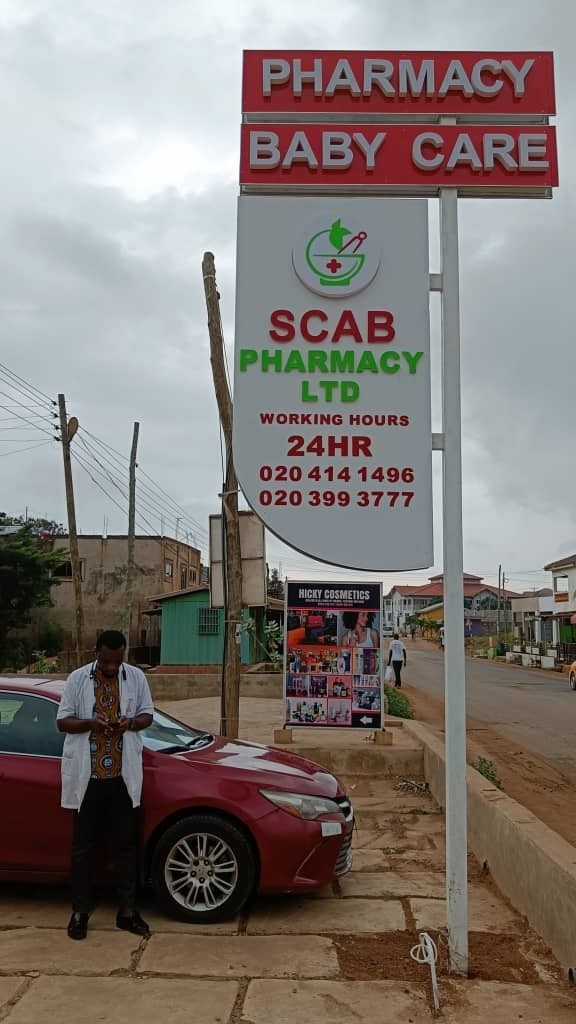 PHARMACY
BABY CARE
SCAB
PHARMACY
LTD
WORKING HOURS
24HR
020 414 1496
020 399 3777
HICKY COSMETICS